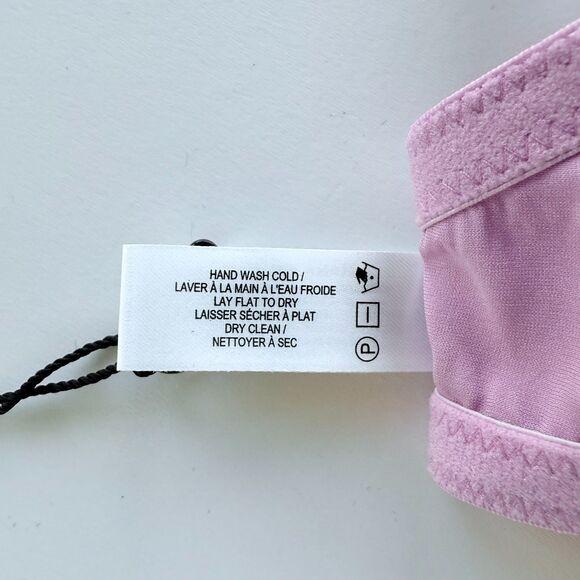 HAND WASH COLD /
LAVER À LA MAIN À L'EAU FROIDE
LAY FLAT TO DRY
LAISSER SÉCHER À PLAT
DRY CLEAN /
NETTOYER À SEC
P